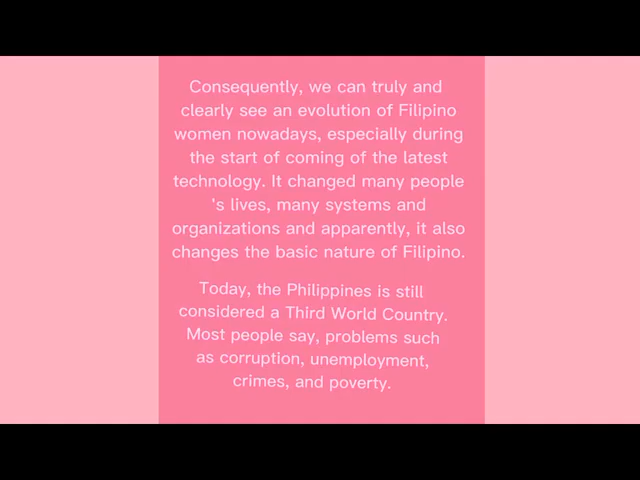 Consequently, we can truly and
clearly see an evolution of Filipino
women nowadays, especially during
the start of coming of the latest
technology. It changed many people
's lives, many systems and
organizations and apparently, it also
changes the basic nature of Filipino.
Today, the Philippines is still
considered a Third World Country.
Most people say, problems such
as corruption, unemployment,
crimes, and poverty.